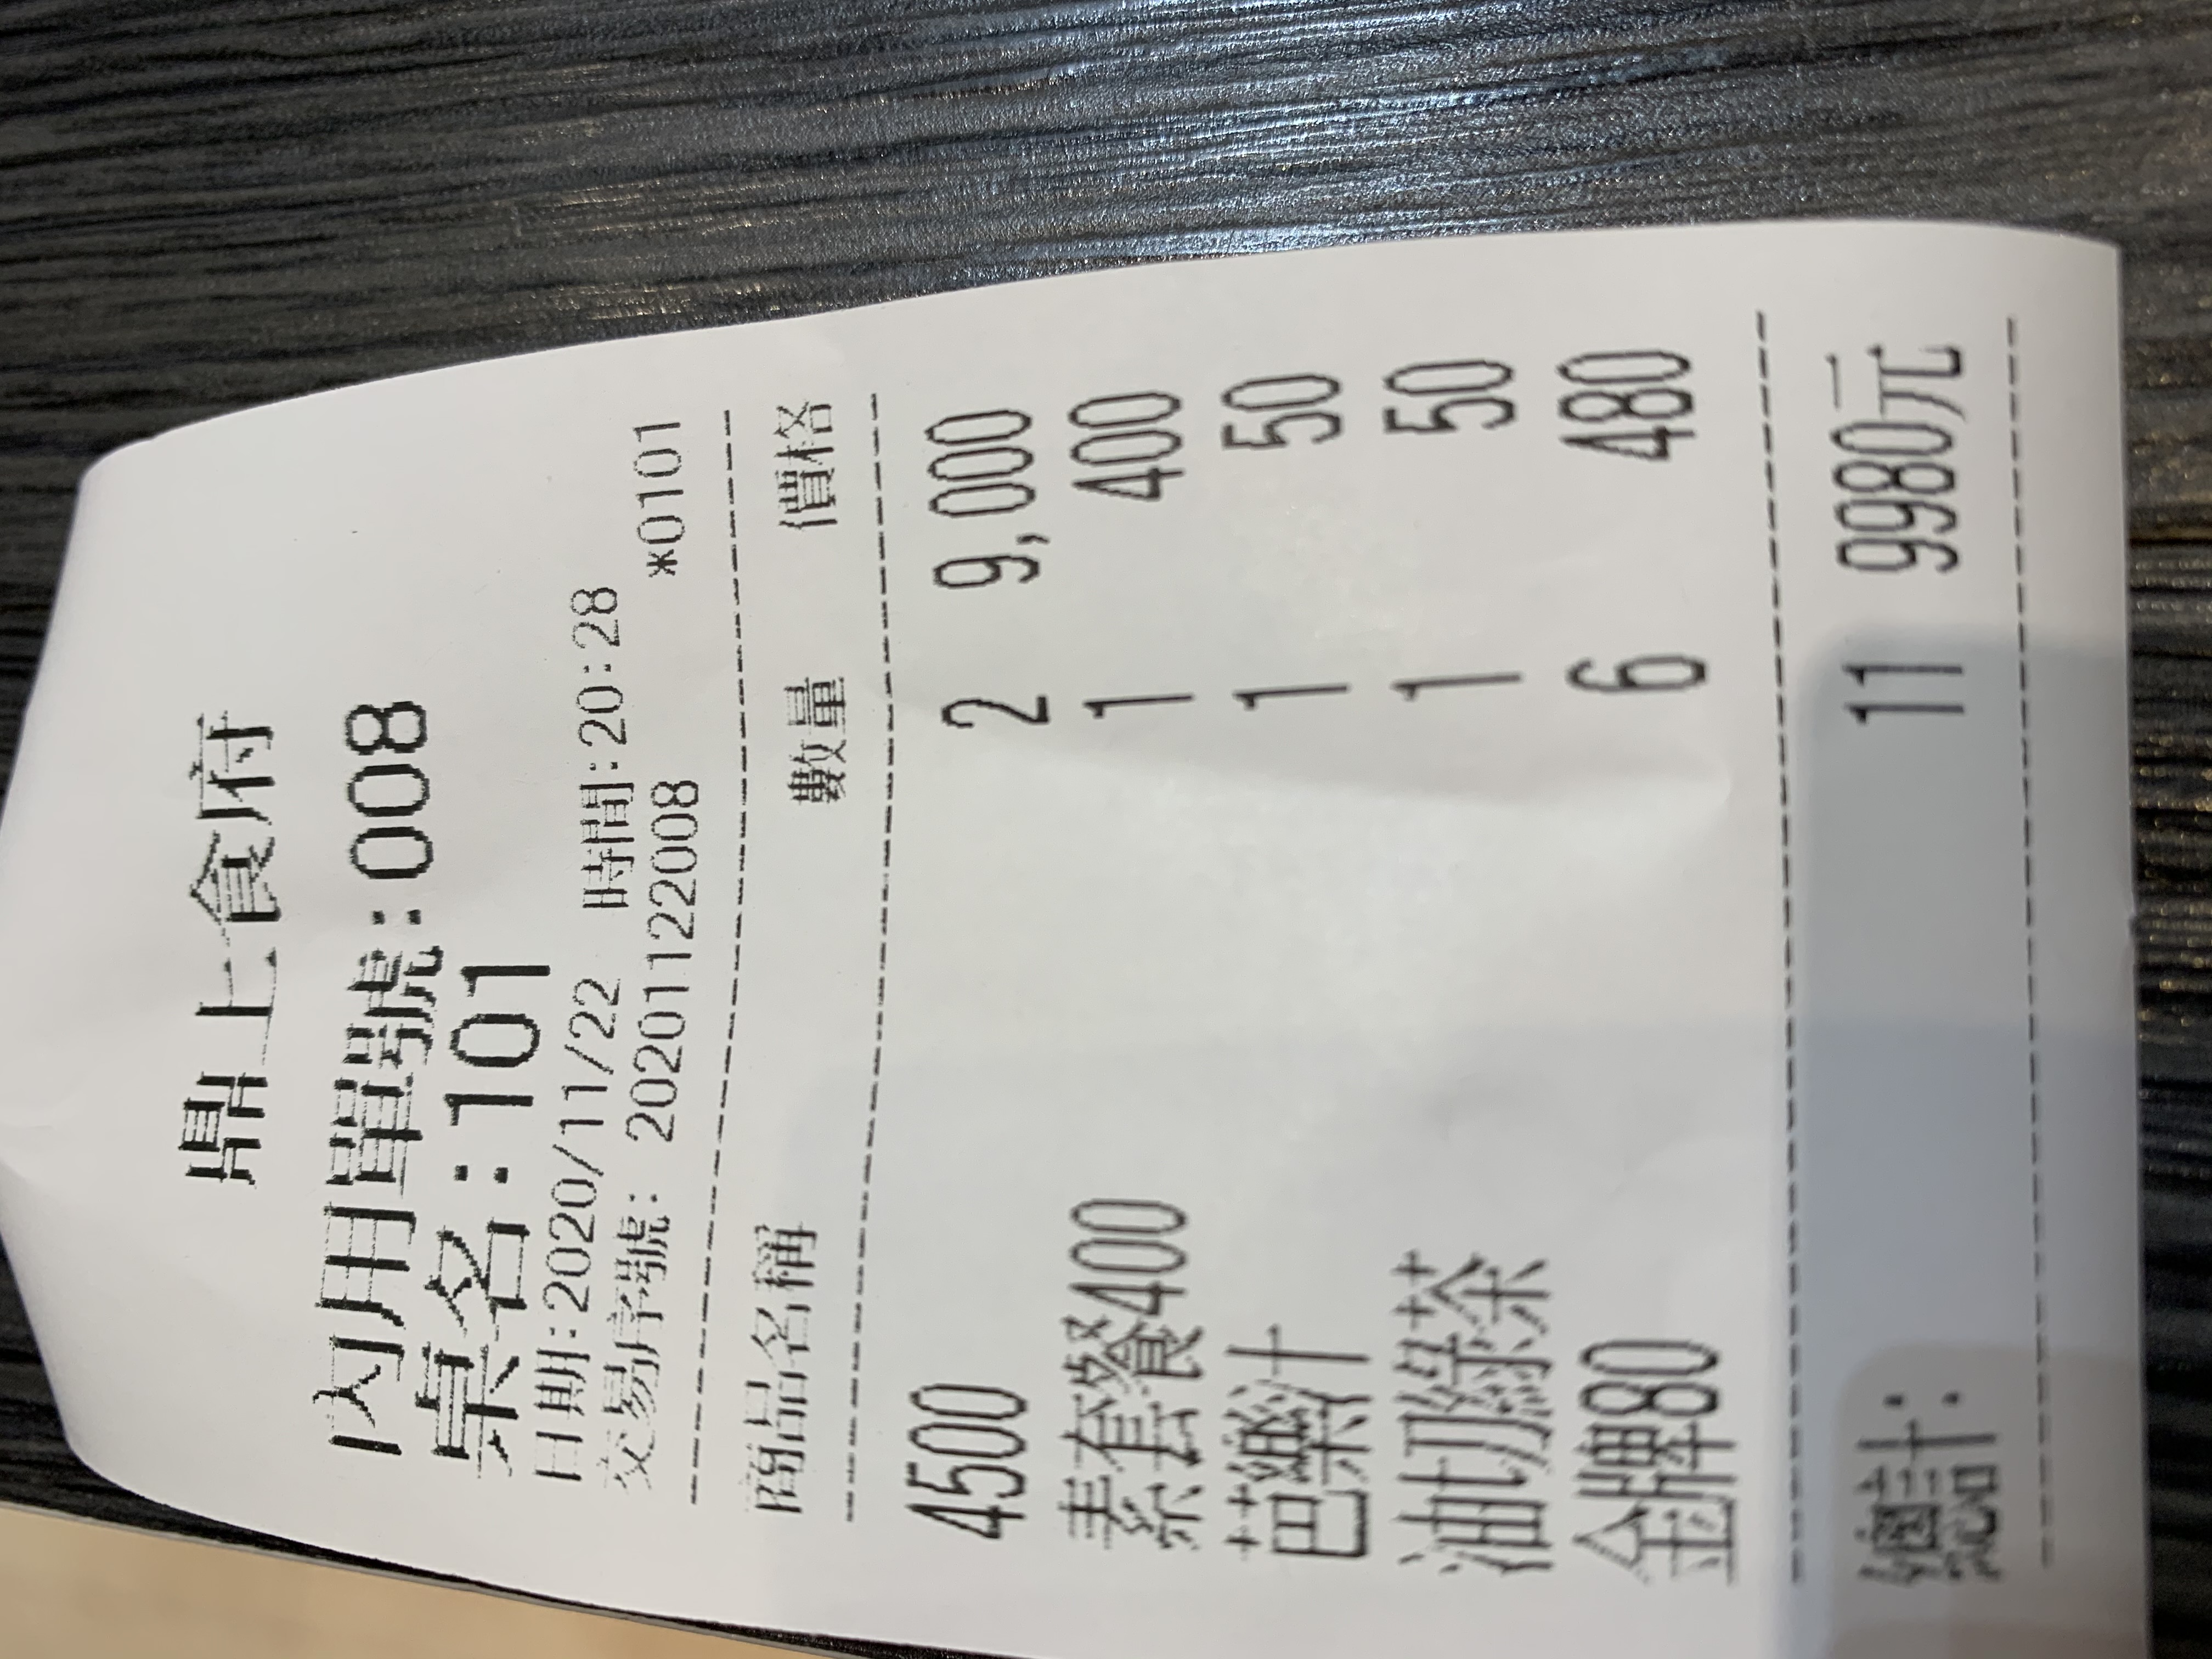 鼎上食府
內用單號:008
桌名:101
日期:2020/11/22 時間:20:28
交易序號: 20201122008 *0101
商品名稱 數量 價格
4500 2 9,000
素套餐400 1 400
芭樂汁 1 50
油切綠茶 1 50
金牌80 6 480
總計: 11 9980元